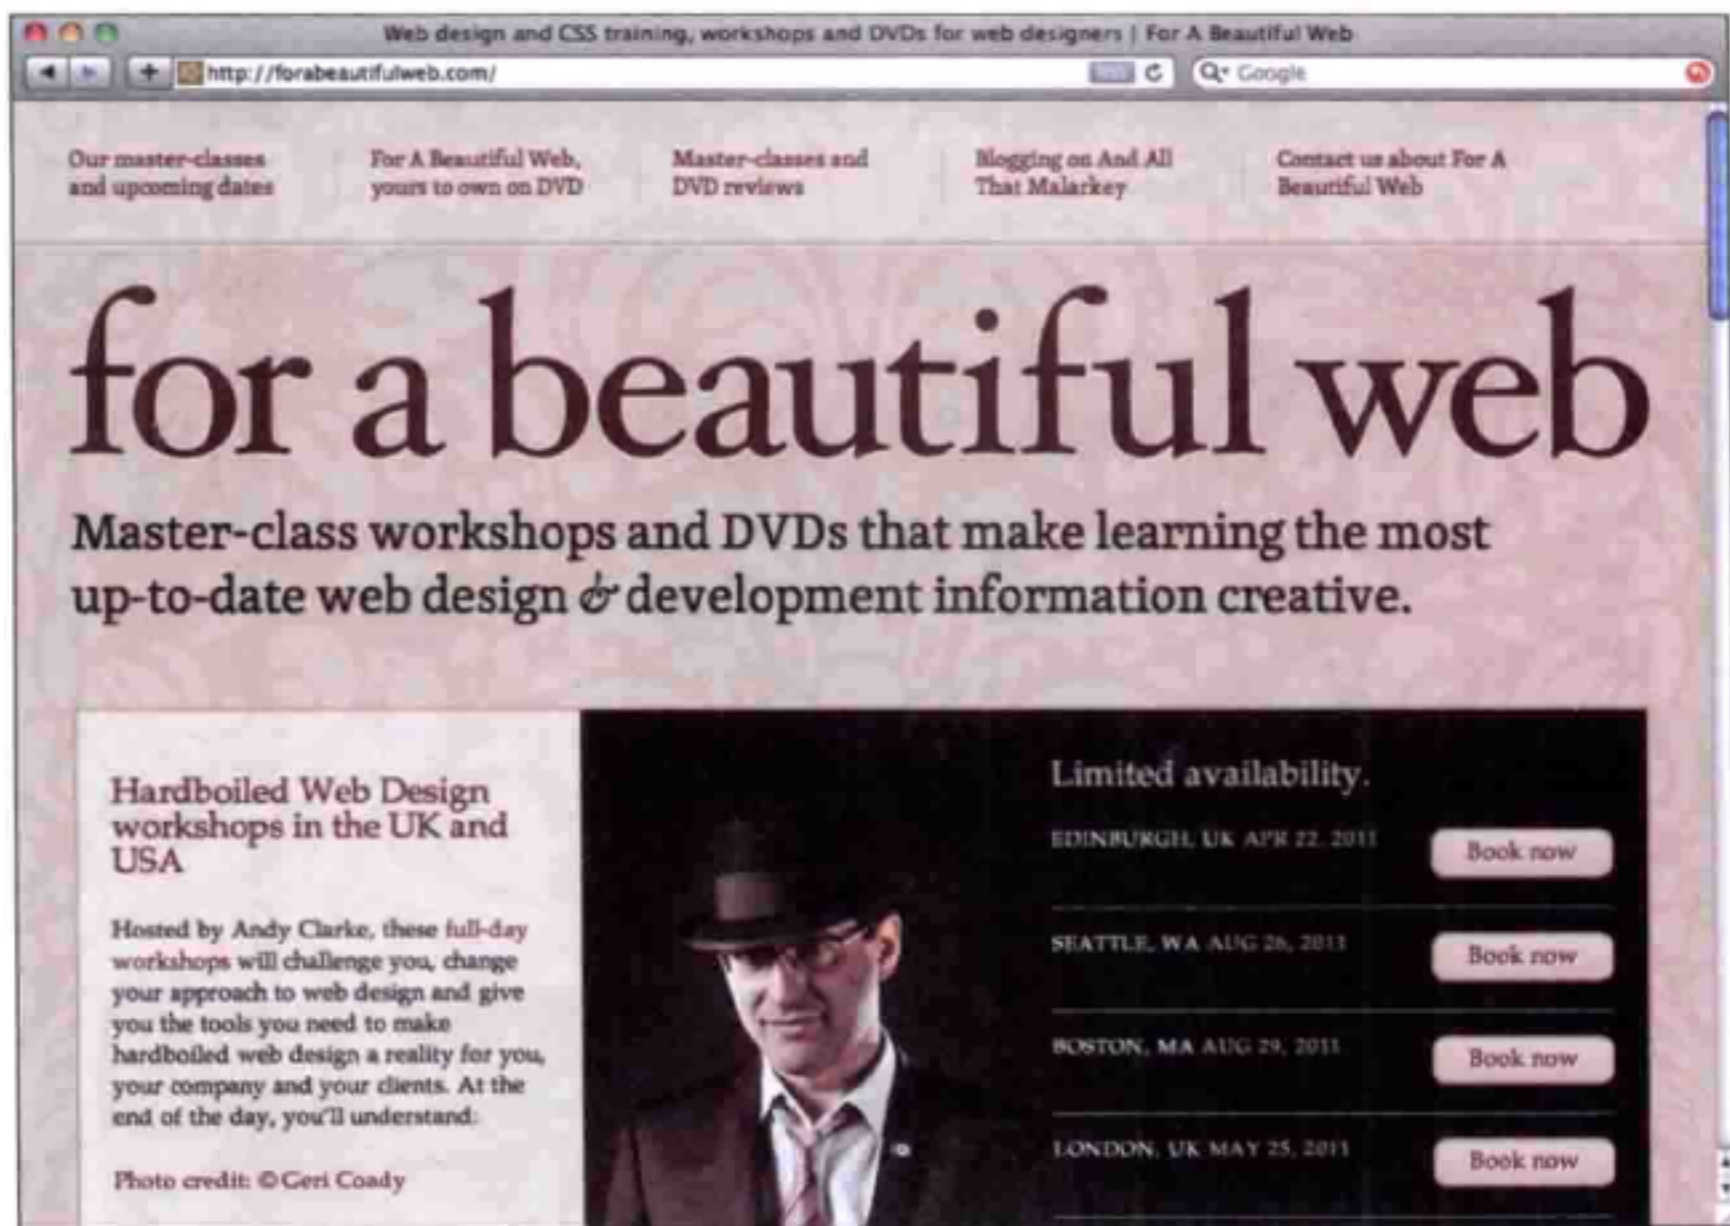 Web design and CSS training, workshops and DVDs for web designers | For A Beautiful Web
http://forabeautifulweb.com/
Google
Our master-classes
and upcoming dates
For A Beautiful Web,
yours to own on DVD
Master-classes and
DVD reviews
Blogging on And All
That Malarkey
Contact us about For A
Beautiful Web
for a beautiful web
Master-class workshops and DVDs that make learning the most
up-to-date web design & development information creative.
Hardboiled Web Design
workshops in the UK and
USA
Hosted by Andy Clarke, these full-day
workshops will challenge you, change
your approach to web design and give
you the tools you need to make
hardboiled web design a reality for you,
your company and your clients. At the
end of the day, you'll understand:
Photo credit: © Geri Coady
Limited availability.
EDINBURGH, UK APR 22, 2011
Book now
SEATTLE, WA AUG 26, 2011
Book now
BOSTON, MA AUG 29, 2011
Book now
LONDON, UK MAY 25, 2011
Book now